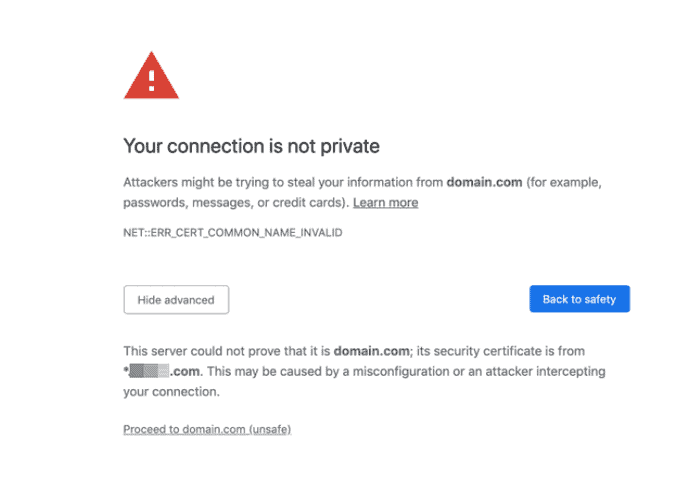 Your connection is not private
Attackers might be trying to steal your information from domain.com (for example,
passwords, messages, or credit cards). Learn more
NET::ERR_CERT_COMMON_NAME_INVALID
Hide advanced
Back to safety
This server could not prove that it is domain.com; its security certificate is from
*. .com. This may be caused by a misconfiguration or an attacker intercepting
your connection.
Proceed to domain.com (unsafe)